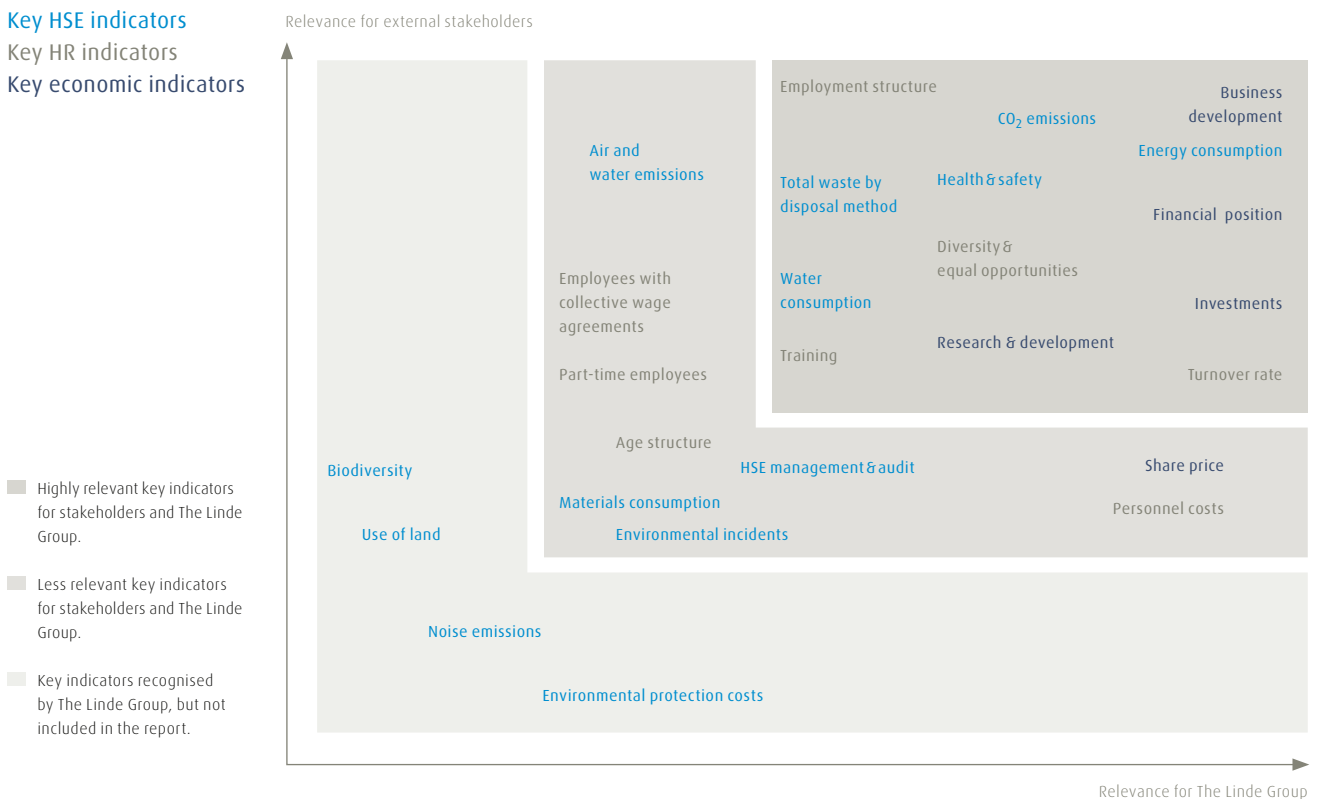 Key HSE indicators
Key HR indicators
Key economic indicators
Relevance for external stakeholders
Employment structure
Business
development
CO₂ emissions
Air and
water emissions
Energy consumption
Total waste by
disposal method
Health & safety
Financial position
Diversity &
equal opportunities
Employees with
collective wage
agreements
Water
consumption
Investments
Research & development
Training
Part-time employees
Turnover rate
Age structure
Biodiversity
HSE management & audit
Share price
Materials consumption
Personnel costs
Use of land
Environmental incidents
Noise emissions
Environmental protection costs
Highly relevant key indicators
for stakeholders and The Linde
Group.
Less relevant key indicators
for stakeholders and The Linde
Group.
Key indicators recognised
by The Linde Group, but not
included in the report.
Relevance for The Linde Group